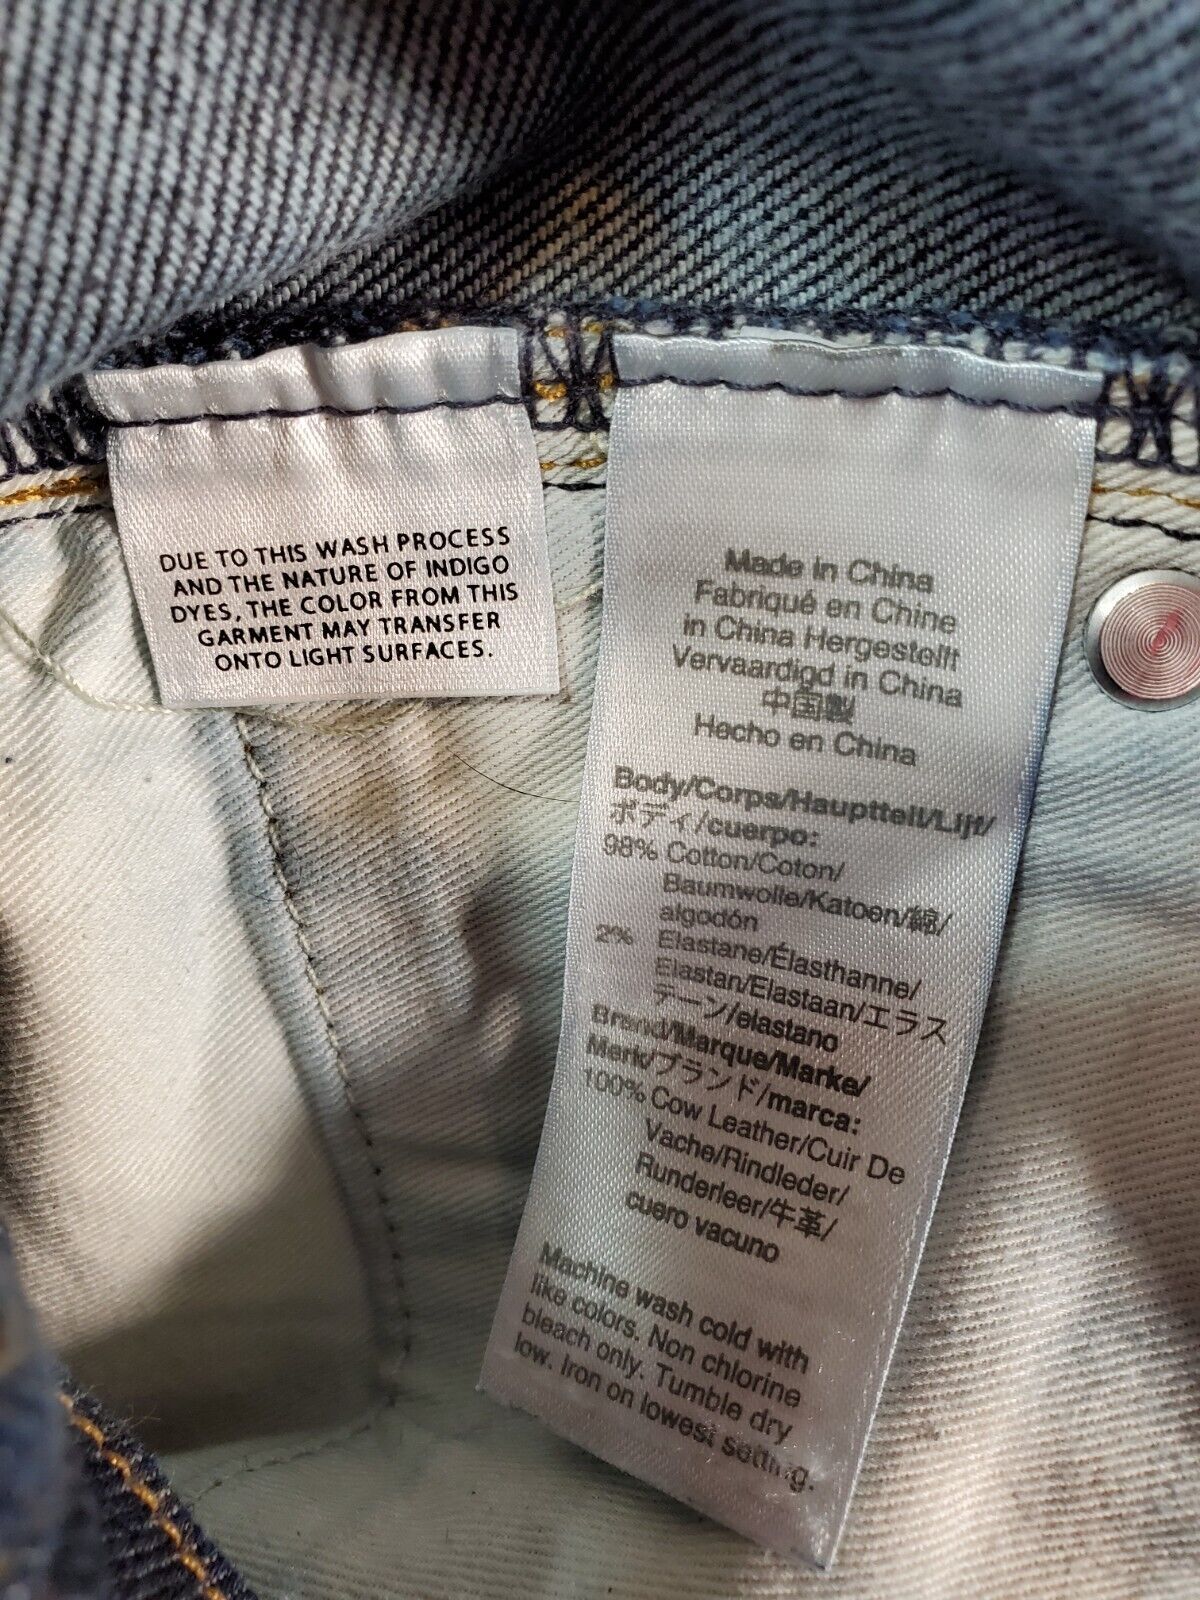 DUE TO THIS WASH PROCESS
AND THE NATURE OF INDIGO
DYES, THE COLOR FROM THIS
GARMENT MAY TRANSFER
ONTO LIGHT SURFACES.
Made in China
Fabriqué en Chine
in China Hergestellt
Vervaardigd in China
中国製
Hecho en China
Body/Corps/Hauptteil/Lijf/
ボディ/cuerpo:
98% Cotton/Coton/
Baumwolle/Katoen/綿/
algodón
2% Elastane/Élasthanne/
Elastan/Elastaan/エラス
テーン/elastano
Brand/Marque/Marke/
Merk/ブランド/marca:
100% Cow Leather/Cuir De
Vache/Rindleder/
Runderleer/牛革/
cuero vacuno
Machine wash cold with
like colors. Non chlorine
bleach only. Tumble dry
low. Iron on lowest setting.